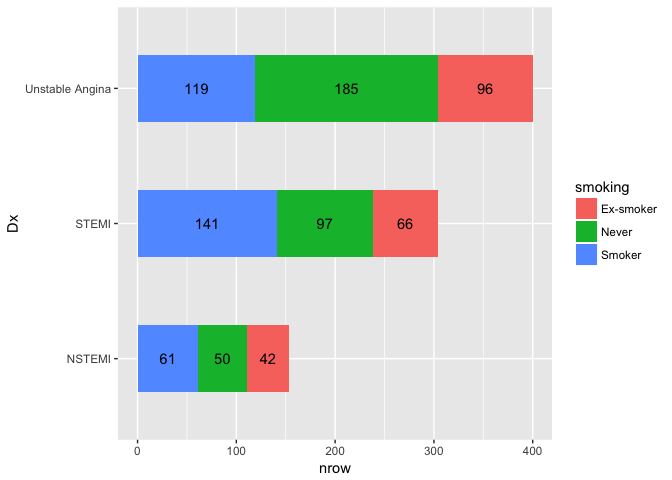 Unstable Angina
119 185 96
STEMI
141 97 66
NSTEMI
61 50 42
0 100 200 300 400
nrow
Dx
smoking
Ex-smoker
Never
Smoker